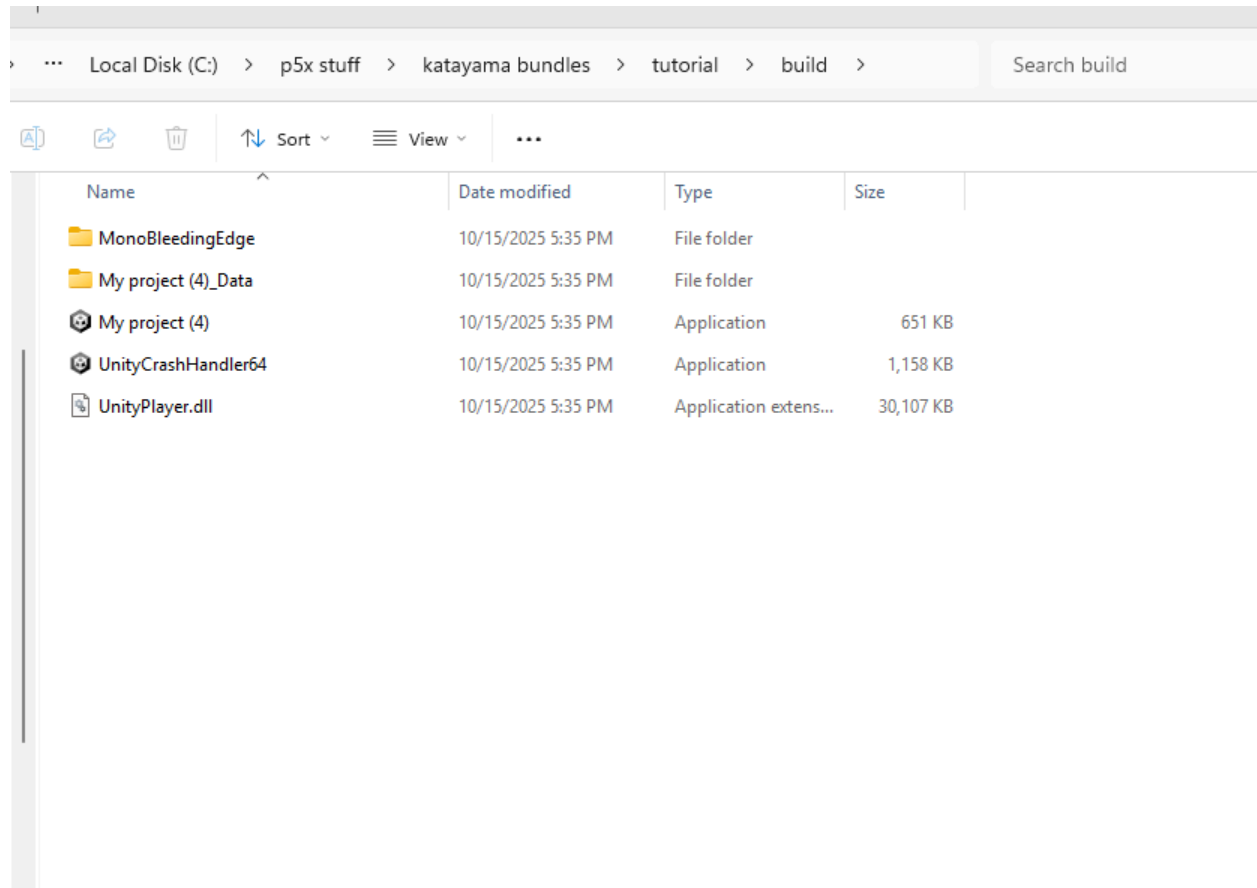 Local Disk (C:) > p5x stuff > katayama bundles > tutorial > build >
Search build
Sort
View
Name Date modified Type Size
MonoBleedingEdge 10/15/2025 5:35 PM File folder
My project (4)_Data 10/15/2025 5:35 PM File folder
My project (4) 10/15/2025 5:35 PM Application 651 KB
UnityCrashHandler64 10/15/2025 5:35 PM Application 1,158 KB
UnityPlayer.dll 10/15/2025 5:35 PM Application extens... 30,107 KB